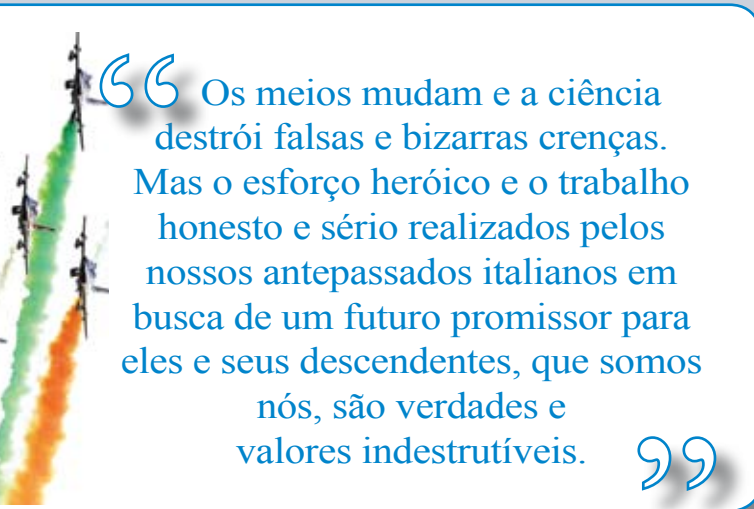 “ Os meios mudam e a ciência
destrói falsas e bizarras crenças.
Mas o esforço heróico e o trabalho
honesto e sério realizados pelos
nossos antepassados italianos em
busca de um futuro promissor para
eles e seus descendentes, que somos
nós, são verdades e
valores indestrutíveis. ”